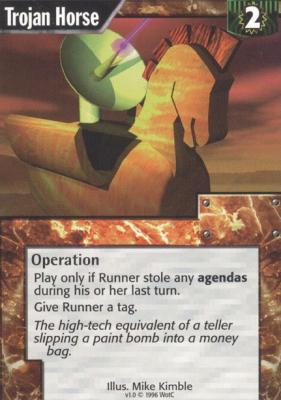 Trojan Horse 2
Operation
Play only if Runner stole any agendas
during his or her last turn.
Give Runner a tag.
The high-tech equivalent of a teller
slipping a paint bomb into a money
bag.
Illus. Mike Kimble
v1.0 © 1996 WotC